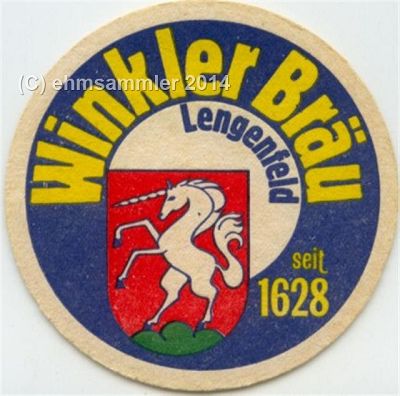 (C) ehmsammler 2014
Winkler Bräu
Lengenfeld
seit
1628